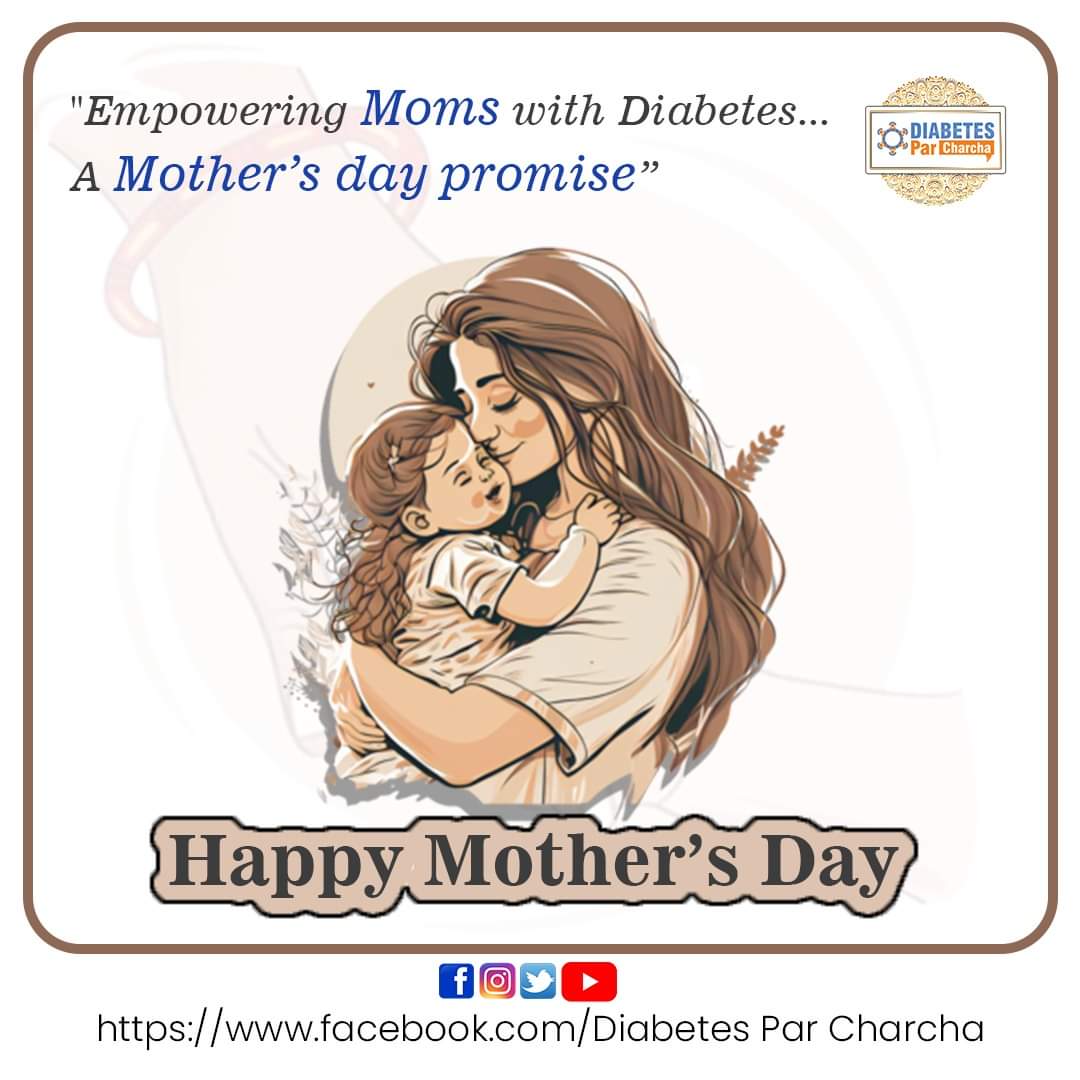 "Empowering Moms with Diabetes...
A Mother’s day promise”
DIABETES
Par Charcha
Happy Mother’s Day
https://www.facebook.com/Diabetes Par Charcha